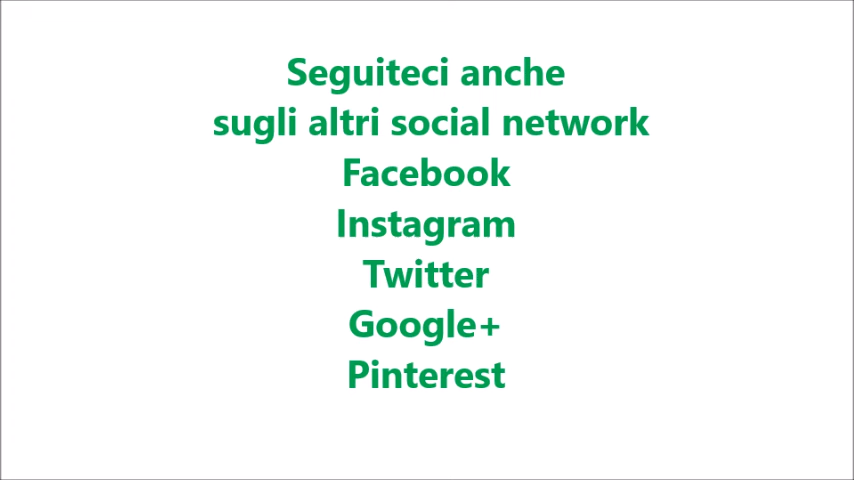 Seguiteci anche
sugli altri social network
Facebook
Instagram
Twitter
Google+
Pinterest